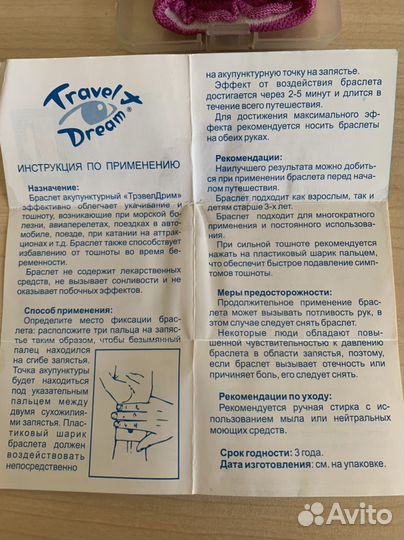 Travel
Dream®
ИНСТРУКЦИЯ ПО ПРИМЕНЕНИЮ
Назначение:
Браслет акупунктурный «ТрэвелДрим»
эффективно облегчает укачивание и
тошноту, возникающие при морской бо-
лезни, авиаперелетах, поездках в авто-
мобиле, поезде, при катании на аттрак-
ционах и т.д. Браслет также способствует
избавлению от тошноты во время бе-
ременности.
Браслет не содержит лекарственных
средств, не вызывает сонливости и не
оказывает побочных эффектов.
Способ применения:
Определите место фиксации брас-
лета: расположите три пальца на запяс-
тье таким образом, чтобы безымянный
палец находился
на сгибе запястья.
Точка акупунктуры
будет находиться
под указательным
пальцем между
двумя сухожилия-
ми запястья. Плас-
тиковый шарик
браслета должен
воздействовать
непосредственно
на акупунктурную точку на запястье.
Эффект от воздействия браслета
достигается через 2-5 минут и длится в
течение всего путешествия.
Для достижения максимального эф-
фекта рекомендуется носить браслеты
на обеих руках.
Рекомендации:
Наилучшего результата можно добить-
ся при применении браслета перед нача-
лом путешествия.
Браслет подходит как взрослым, так и
детям старше 3-х лет.
Браслет подходит для многократного
применения и постоянного использова-
ния.
При сильной тошноте рекомендуется
нажать на пластиковый шарик пальцем,
что обеспечит быстрое подавление симп-
томов тошноты.
Меры предосторожности:
Продолжительное применение брас-
лета может вызывать потливость рук, в
этом случае следует снять браслет.
Некоторые люди обладают повы-
шенной чувствительностью к давлению
браслета в области запястья, поэтому,
если браслет вызывает отечность или
причиняет боль, его следует снять.
Рекомендации по уходу:
Рекомендуется ручная стирка с ис-
пользованием мыла или нейтральных
моющих средств.
Срок годности: 3 года.
Дата изготовления: см. на упаковке.
Avito